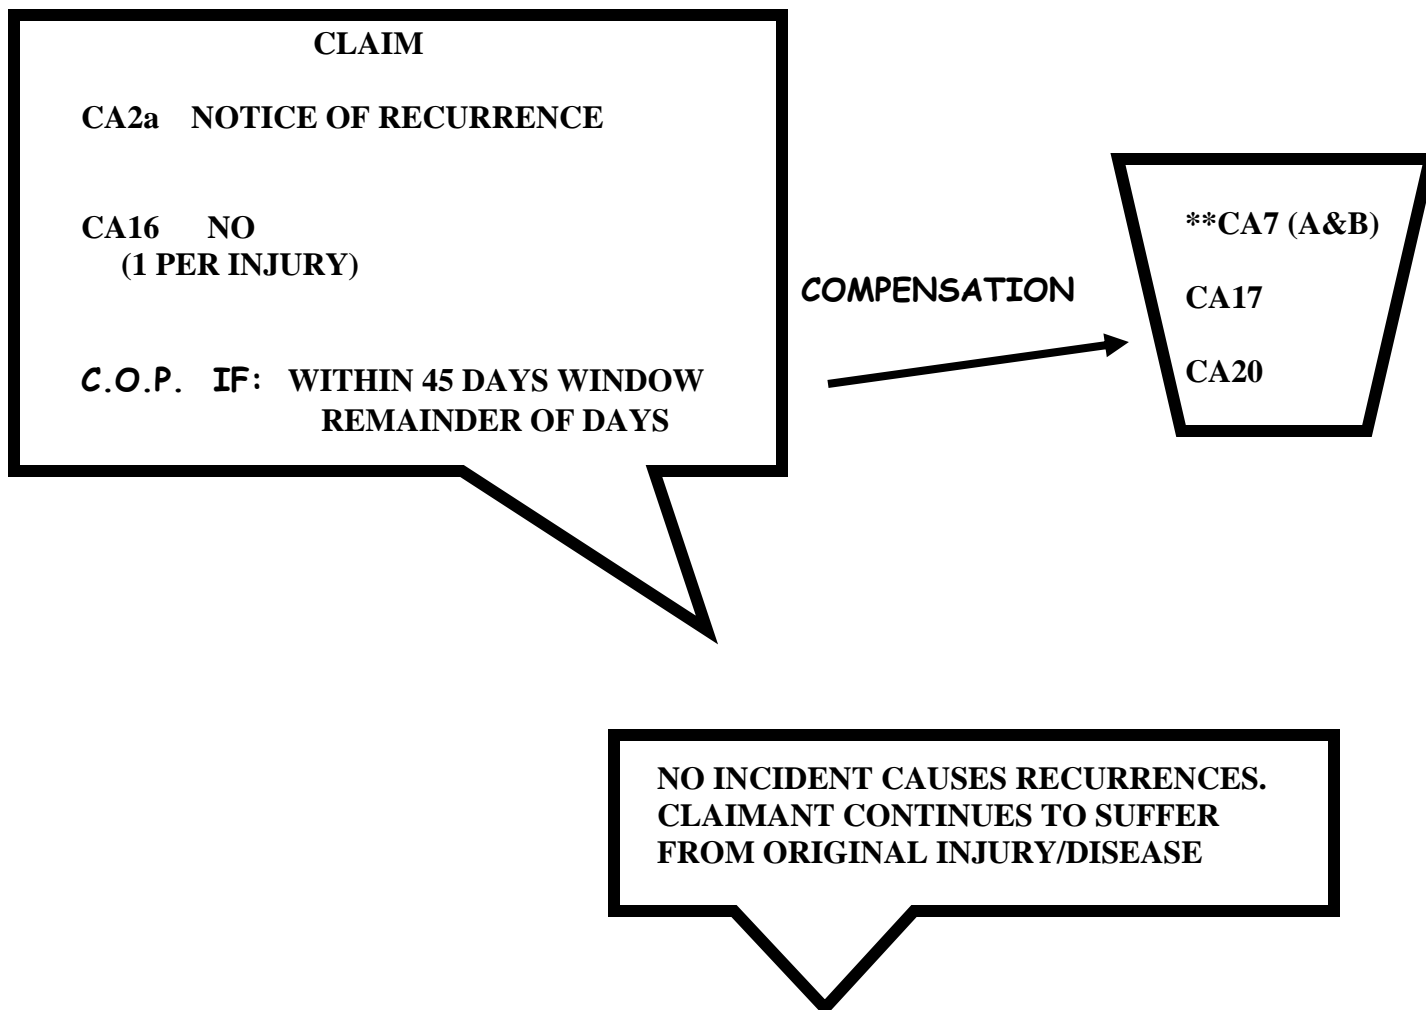 CLAIM
CA2a NOTICE OF RECURRENCE
CA16 NO
(1 PER INJURY)
C.O.P. IF: WITHIN 45 DAYS WINDOW
REMAINDER OF DAYS
COMPENSATION
**CA7 (A&B)
CA17
CA20
NO INCIDENT CAUSES RECURRENCES.
CLAIMANT CONTINUES TO SUFFER
FROM ORIGINAL INJURY/DISEASE